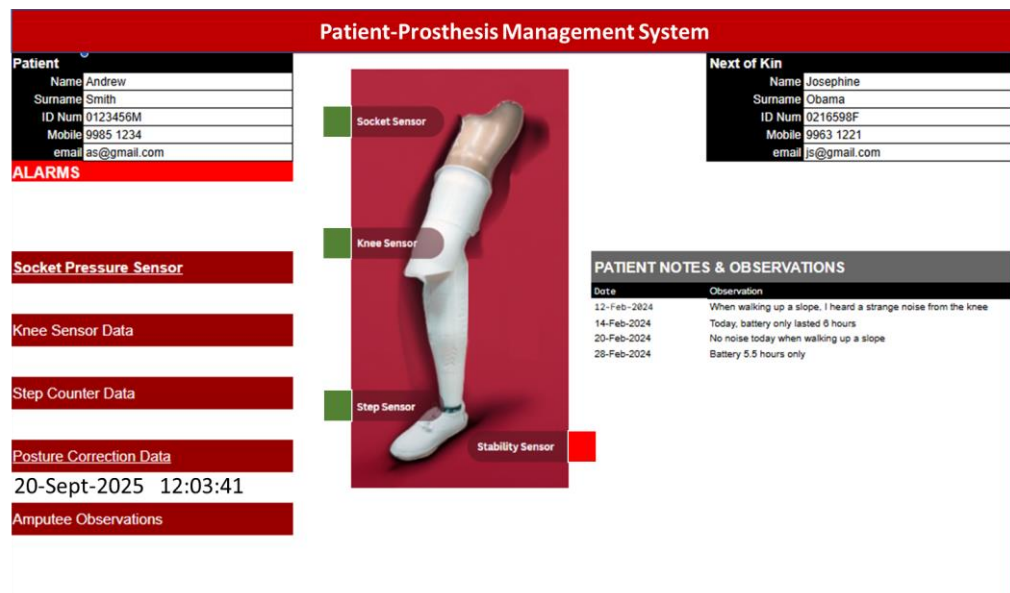 Patient-Prosthesis Management System
Patient
Name Andrew
Surname Smith
ID Num 0123456M
Mobile 9985 1234
email as@gmail.com
ALARMS
Next of Kin
Name Josephine
Surname Obama
ID Num 0216598F
Mobile 9963 1221
email js@gmail.com
Socket Sensor
Knee Sensor
Step Sensor
Stability Sensor
Socket Pressure Sensor
Knee Sensor Data
Step Counter Data
Posture Correction Data
20-Sept-2025 12:03:41
Amputee Observations
PATIENT NOTES & OBSERVATIONS
Date Observation
12-Feb-2024 When walking up a slope, I heard a strange noise from the knee
14-Feb-2024 Today, battery only lasted 6 hours
20-Feb-2024 No noise today when walking up a slope
28-Feb-2024 Battery 5.5 hours only